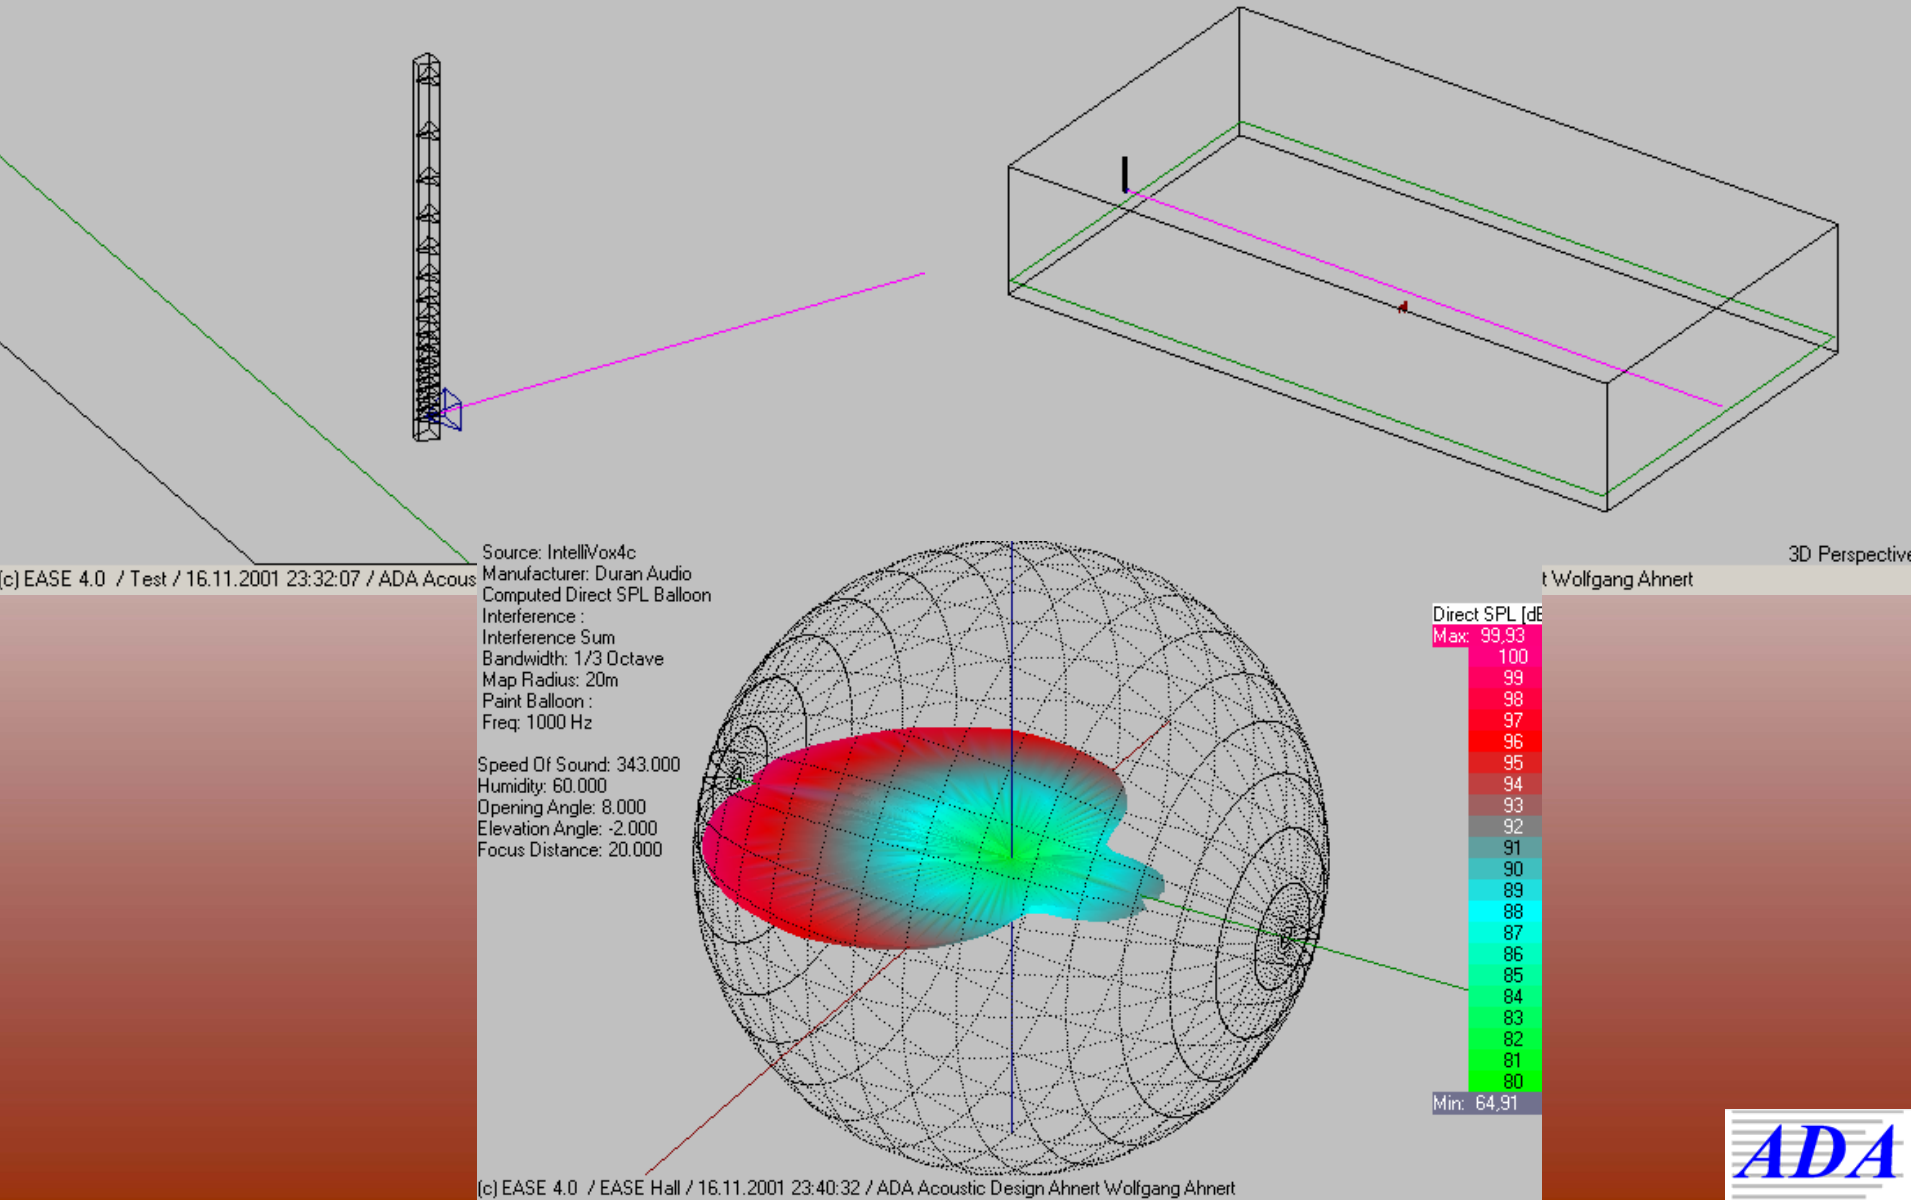 3D Perspective
(c) EASE 4.0 / Test / 16.11.2001 23:32:07 / ADA Acous
t Wolfgang Ahnert
Source: IntelliVox4c
Manufacturer: Duran Audio
Computed Direct SPL Balloon
Interference :
Interference Sum
Bandwidth: 1/3 Octave
Map Radius: 20m
Paint Balloon :
Freq: 1000 Hz
Speed Of Sound: 343.000
Humidity: 60.000
Opening Angle: 8.000
Elevation Angle: -2.000
Focus Distance: 20.000
Direct SPL [dB
Max: 99,93
100
99
98
97
96
95
94
93
92
91
90
89
88
87
86
85
84
83
82
81
80
Min: 64,91
(c) EASE 4.0 / EASE Hall / 16.11.2001 23:40:32 / ADA Acoustic Design Ahnert Wolfgang Ahnert
ADA